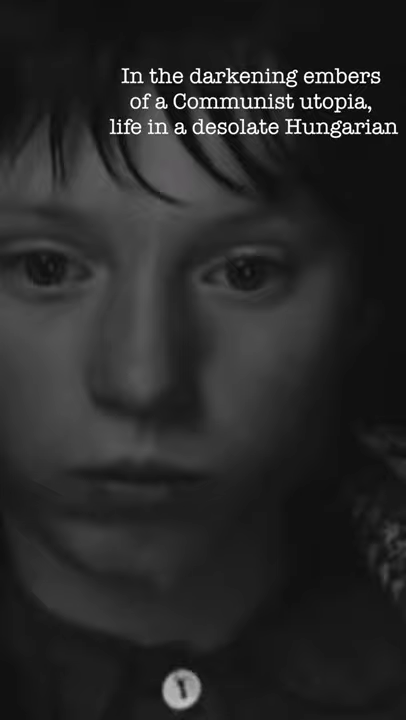 In the darkening embers
of a Communist utopia,
life in a desolate Hungarian